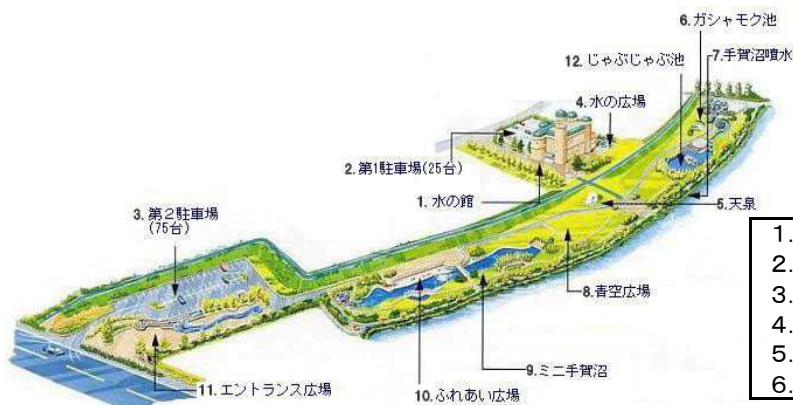 6.ガシャモク池
7.手賀沼噴水
12.じゃぶじゃぶ池
4.水の広場
2.第1駐車場(25台)
1.水の館
5.天泉
3.第2駐車場
(75台)
8.青空広場
9.ミニ手賀沼
10.ふれあい広場
11.エントランス広場
1.
2.
3.
4.
5.
6.